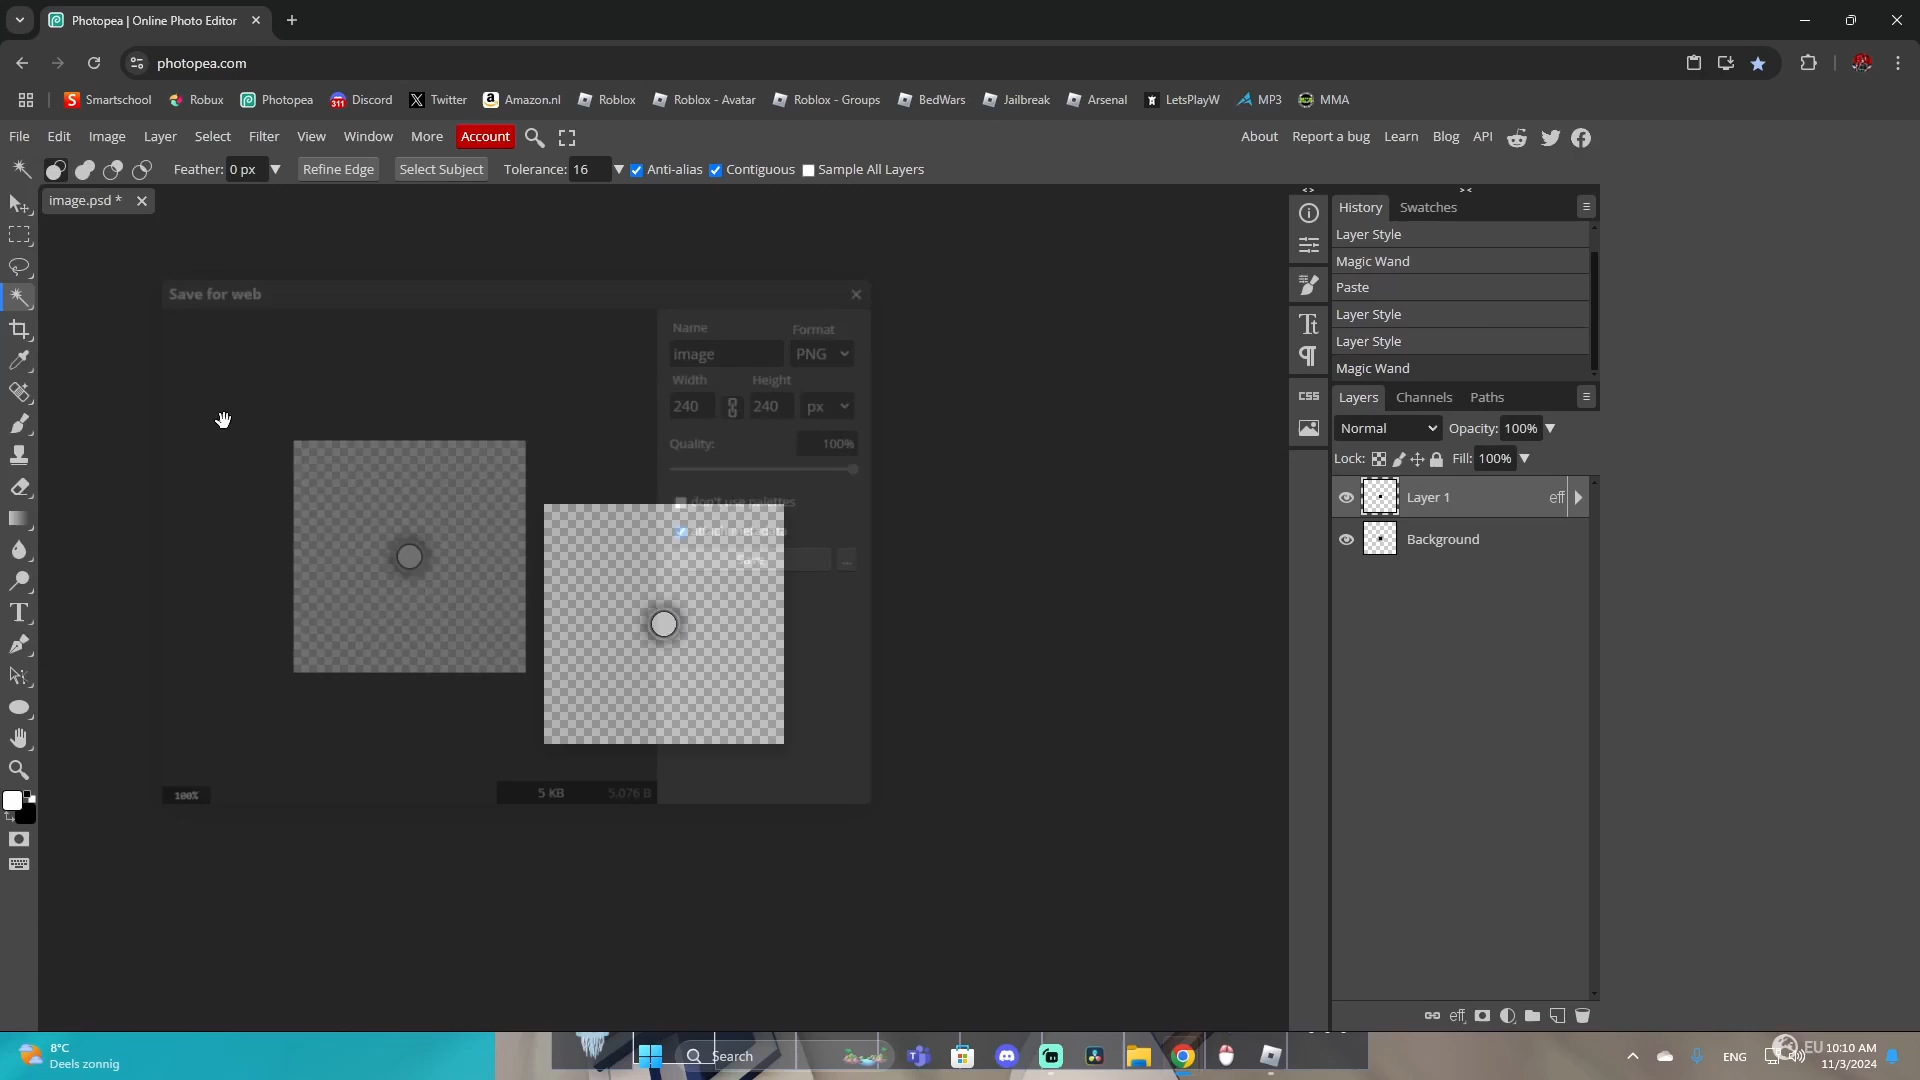 Photopea | Online Photo Editor
photopea.com
Smartschool
Robux
Photopea
Discord
Twitter
Amazon.nl
Roblox
Roblox - Avatar
Roblox - Groups
BedWars
Jailbreak
Arsenal
LetsPlayW
MP3
MMA
File Edit Image Layer Select Filter View Window More Account
About Report a bug Learn Blog API
Feather: 0 px Refine Edge Select Subject Tolerance: 16 Anti-alias Contiguous Sample All Layers
image.psd *
Save for web
Name Format
image PNG
Width Height
240 240 px
Quality: 100%
don't use palettes
100%
5 KB 5.076 B
History Swatches
Layer Style
Magic Wand
Paste
Layer Style
Layer Style
Magic Wand
Layers Channels Paths
Normal Opacity: 100%
Lock: Fill: 100%
Layer 1 eff
Background
CSS
eff
8°C
Deels zonnig
Search
ENG
EU
10:10 AM
11/3/2024